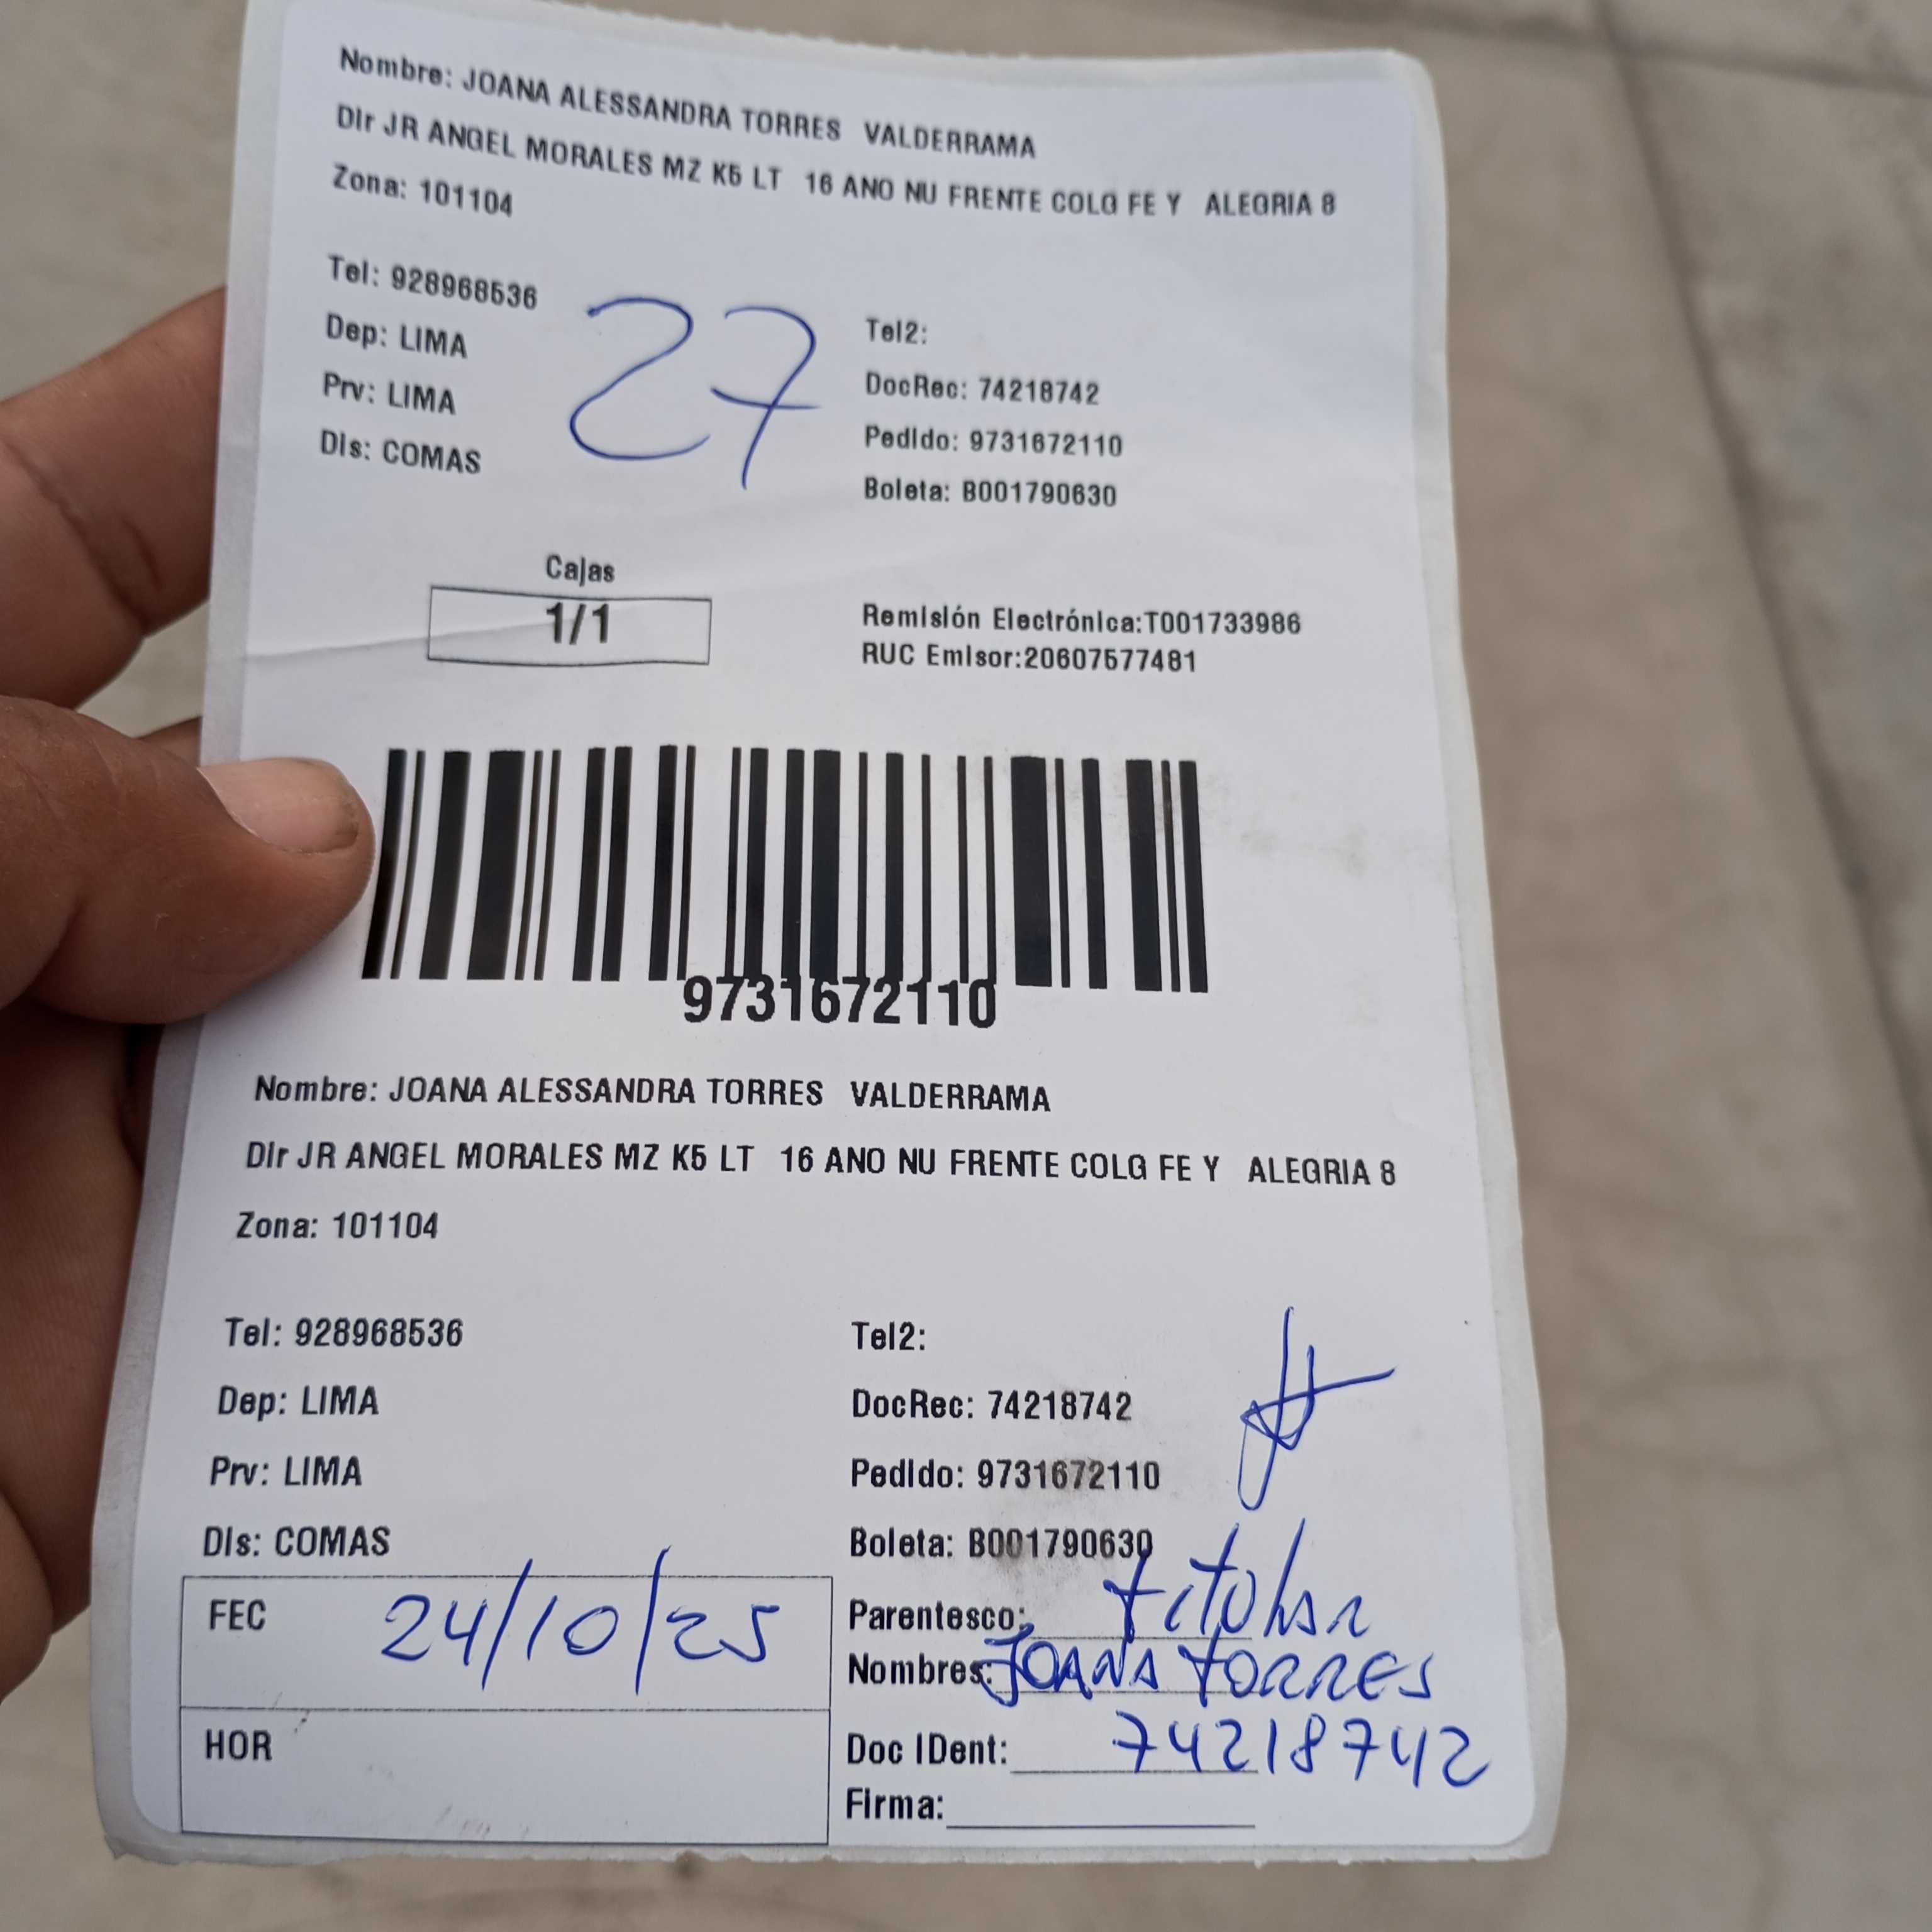 Nombre: JOANA ALESSANDRA TORRES VALDERRAMA
Dir JR ANGEL MORALES MZ K5 LT 16 ANO NU FRENTE COLG FE Y ALEGRIA 8
Zona: 101104
Tel: 928968536
27
Tel2:
Dep: LIMA
DocRec: 74218742
Prv: LIMA
Pedido: 9731672110
Dis: COMAS
Boleta: B001790630
Cajas
1/1
Remisión Electrónica:T001733986
RUC Emisor:20607577481
9731672110
Nombre: JOANA ALESSANDRA TORRES VALDERRAMA
Dir JR ANGEL MORALES MZ K5 LT 16 ANO NU FRENTE COLG FE Y ALEGRIA 8
Zona: 101104
Tel: 928968536
Tel2:
Dep: LIMA
DocRec: 74218742
Prv: LIMA
Pedido: 9731672110
Dis: COMAS
Boleta: B001790630
FEC 24/10/25
Parentesco: titular
Nombres: JOANA TORRES
HOR
Doc IDent: 74218742
Firma: